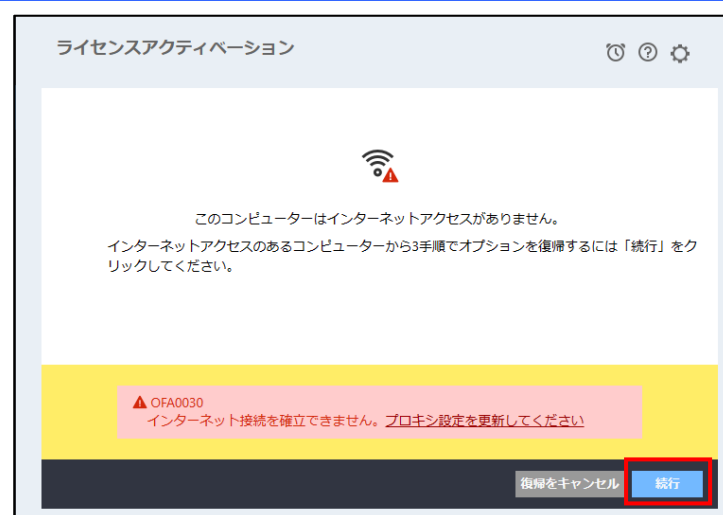 ライセンスアクティベーション
このコンピューターはインターネットアクセスがありません。
インターネットアクセスのあるコンピューターから3手順でオプションを復帰するには「続行」をク
リックしてください。
OFA0030
インターネット接続を確立できません。プロキシ設定を更新してください
復帰をキャンセル 続行